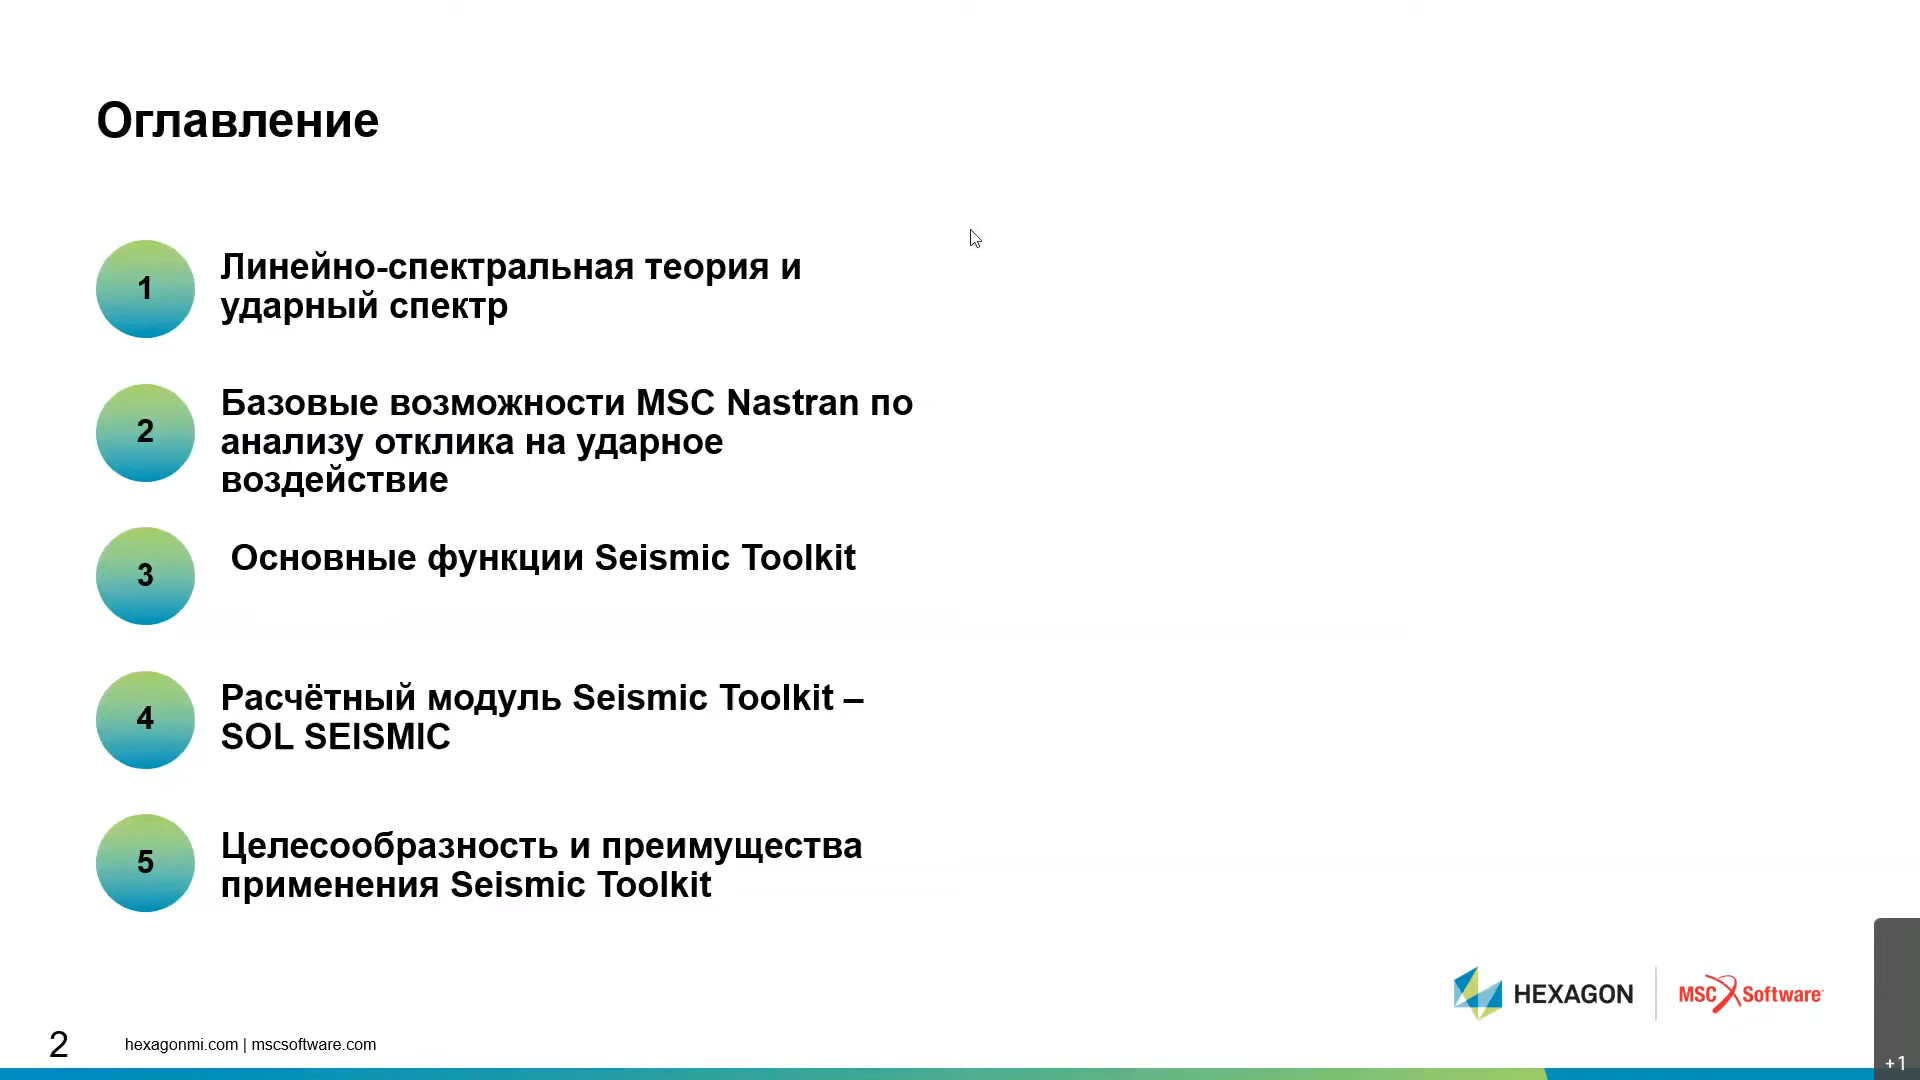 Оглавление
1
Линейно-спектральная теория и
ударный спектр
2
Базовые возможности MSC Nastran по
анализу отклика на ударное
воздействие
3
Основные функции Seismic Toolkit
4
Расчётный модуль Seismic Toolkit –
SOL SEISMIC
5
Целесообразность и преимущества
применения Seismic Toolkit
HEXAGON
MSC Software
2
hexagonmi.com | mscsoftware.com
+1